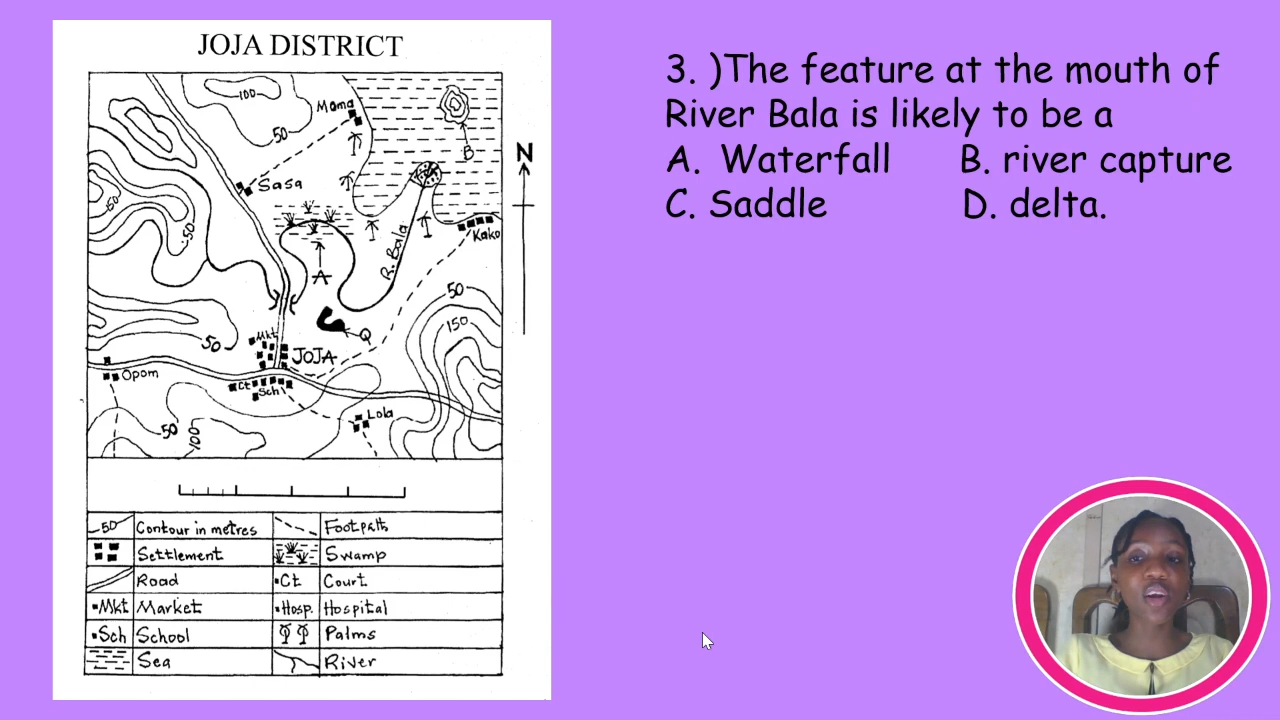 JOJA DISTRICT
100
50
Moma
B
N
Sasa
150
50
Kako
R. Bala
A
50
150
50
Mkt
Q
JOJA
Opom
Ct
Sch
Lola
50
100
50 Contour in metres Footpath
Settlement Swamp
Road •Ct Court
•Mkt Market •Hosp. Hospital
•Sch School Palms
Sea River
3. )The feature at the mouth of
River Bala is likely to be a
A. Waterfall B. river capture
C. Saddle D. delta.